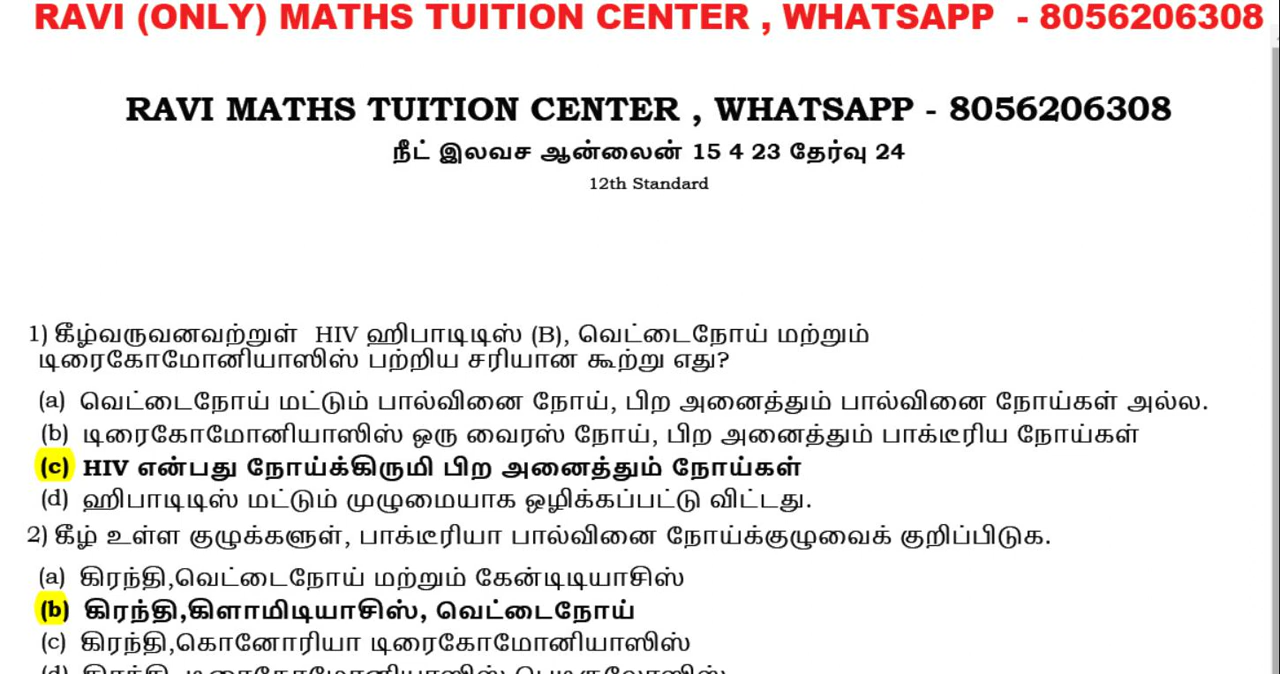 RAVI (ONLY) MATHS TUITION CENTER , WHATSAPP - 8056206308
RAVI MATHS TUITION CENTER , WHATSAPP - 8056206308
நீட் இலவச ஆன்லைன் 15 4 23 தேர்வு 24
12th Standard
1) கீழ்வருவனவற்றுள் HIV ஹிபாடிடிஸ் (B), வெட்டைநோய் மற்றும்
டிரைகோமோனியாஸிஸ் பற்றிய சரியான கூற்று எது?
(a) வெட்டைநோய் மட்டும் பால்வினை நோய், பிற அனைத்தும் பால்வினை நோய்கள் அல்ல.
(b) டிரைகோமோனியாஸிஸ் ஒரு வைரஸ் நோய், பிற அனைத்தும் பாக்டீரிய நோய்கள்
(c) HIV என்பது நோய்க்கிருமி பிற அனைத்தும் நோய்கள்
(d) ஹிபாடிடிஸ் மட்டும் முழுமையாக ஒழிக்கப்பட்டு விட்டது.
2) கீழ் உள்ள குழுக்களுள், பாக்டீரியா பால்வினை நோய்க்குழுவைக் குறிப்பிடுக.
(a) கிரந்தி,வெட்டைநோய் மற்றும் கேன்டிடியாசிஸ்
(b) கிரந்தி,கிளாமிடியாசிஸ், வெட்டைநோய்
(c) கிரந்தி,கொனோரியா டிரைகோமோனியாஸிஸ்
(d) கிரந்தி, டிரைகோமோனியாஸிஸ்